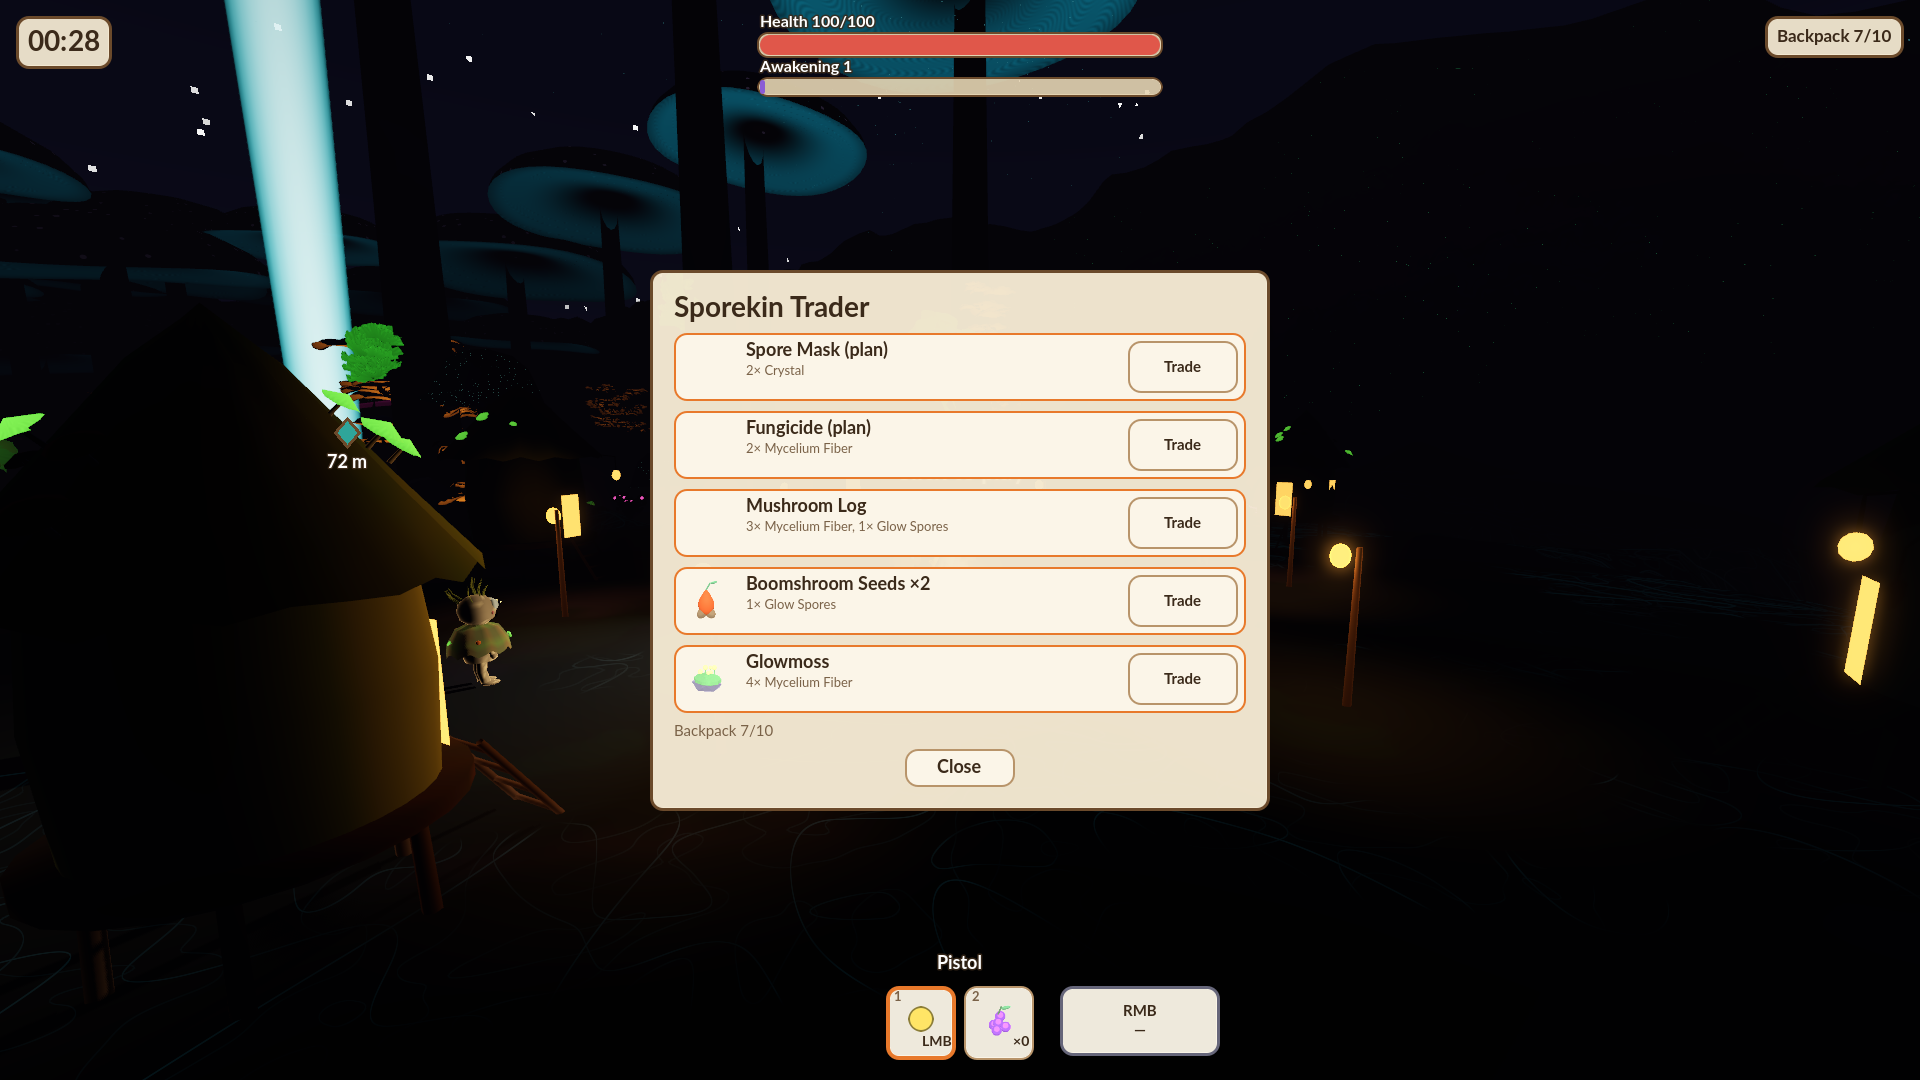 00:28
Health 100/100
Awakening 1
Backpack 7/10
72 m
Sporekin Trader
Spore Mask (plan)
2× Crystal
Trade
Fungicide (plan)
2× Mycelium Fiber
Trade
Mushroom Log
3× Mycelium Fiber, 1× Glow Spores
Trade
Boomshroom Seeds ×2
1× Glow Spores
Trade
Glowmoss
4× Mycelium Fiber
Trade
Backpack 7/10
Close
Pistol
1
LMB
2
×0
RMB
—